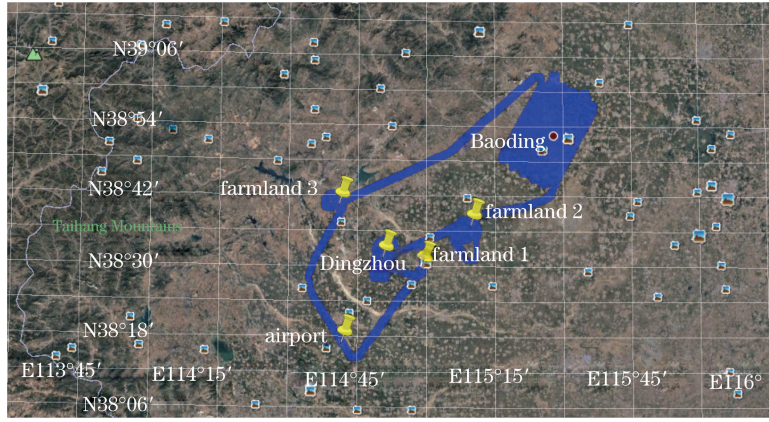 N39°06′
N38°54′
Baoding
N38°42′
farmland 3
farmland 2
Taihang Mountains
farmland 1
Dingzhou
N38°30′
N38°18′
airport
E113°45′
E114°15′
E114°45′
E115°15′
E115°45′
E116°
N38°06′